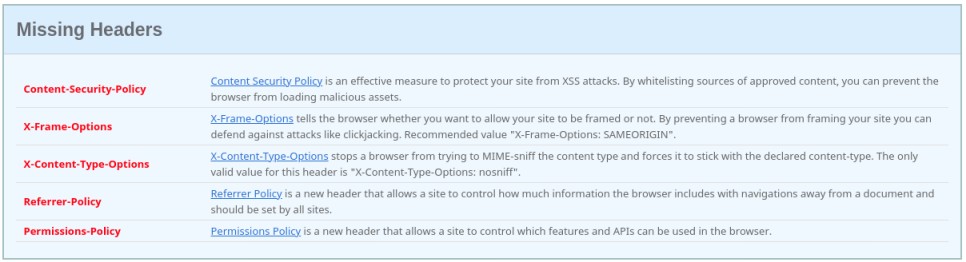 Missing Headers
Content-Security-Policy
Content Security Policy is an effective measure to protect your site from XSS attacks. By whitelisting sources of approved content, you can prevent the
browser from loading malicious assets.
X-Frame-Options
X-Frame-Options tells the browser whether you want to allow your site to be framed or not. By preventing a browser from framing your site you can
defend against attacks like clickjacking. Recommended value "X-Frame-Options: SAMEORIGIN".
X-Content-Type-Options
X-Content-Type-Options stops a browser from trying to MIME-sniff the content type and forces it to stick with the declared content-type. The only
valid value for this header is "X-Content-Type-Options: nosniff".
Referrer-Policy
Referrer Policy is a new header that allows a site to control how much information the browser includes with navigations away from a document and
should be set by all sites.
Permissions-Policy
Permissions Policy is a new header that allows a site to control which features and APIs can be used in the browser.